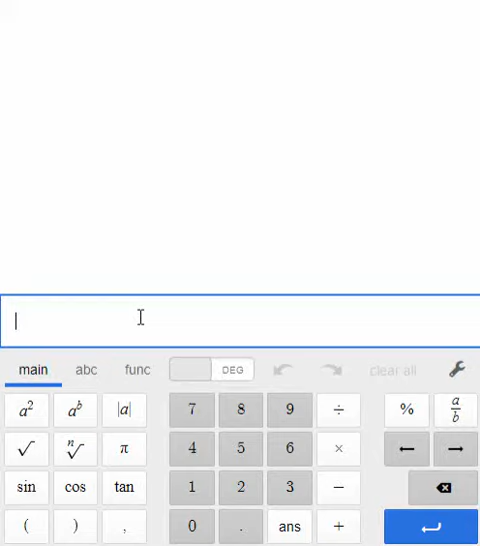 main abc func DEG clear all
a² aᵇ |a| 7 8 9 ÷ % a/b
√ ⁿ√ π 4 5 6 × ← →
sin cos tan 1 2 3 −
( ) , 0 . ans +